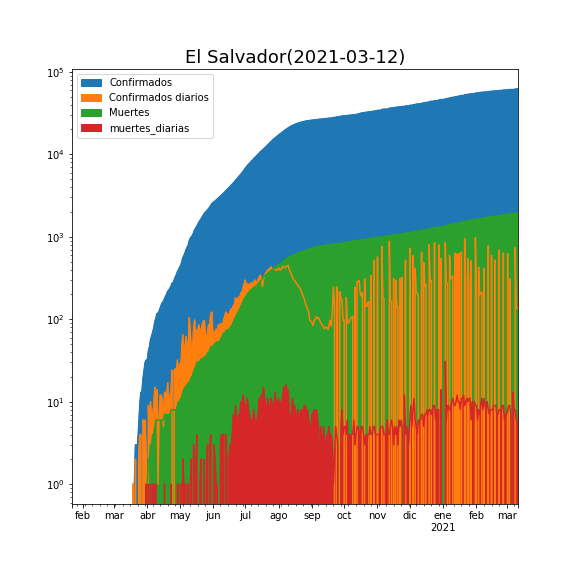 El Salvador(2021-03-12)
Confirmados
Confirmados diarios
Muertes
muertes_diarias
10^5
10^4
10^3
10^2
10^1
10^0
feb mar abr may jun jul ago sep oct nov dic ene feb mar
2021